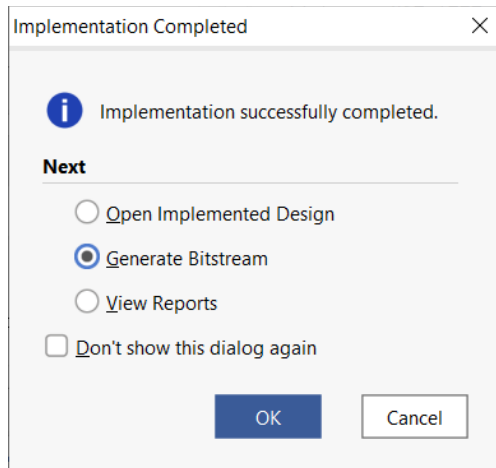 Implementation Completed
Implementation successfully completed.
Next
Open Implemented Design
Generate Bitstream
View Reports
Don't show this dialog again
OK
Cancel